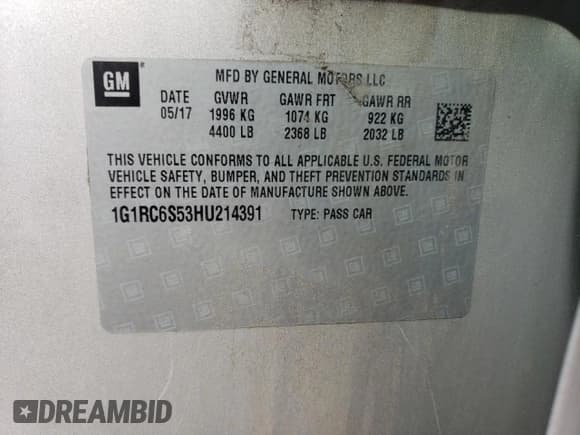 GM
MFD BY GENERAL MOTORS LLC
DATE GVWR GAWR FRT GAWR RR
05/17 1996 KG 1074 KG 922 KG
4400 LB 2368 LB 2032 LB
THIS VEHICLE CONFORMS TO ALL APPLICABLE U.S. FEDERAL MOTOR
VEHICLE SAFETY, BUMPER, AND THEFT PREVENTION STANDARDS IN
EFFECT ON THE DATE OF MANUFACTURE SHOWN ABOVE.
1G1RC6S53HU214391 TYPE: PASS CAR
DREAMBID